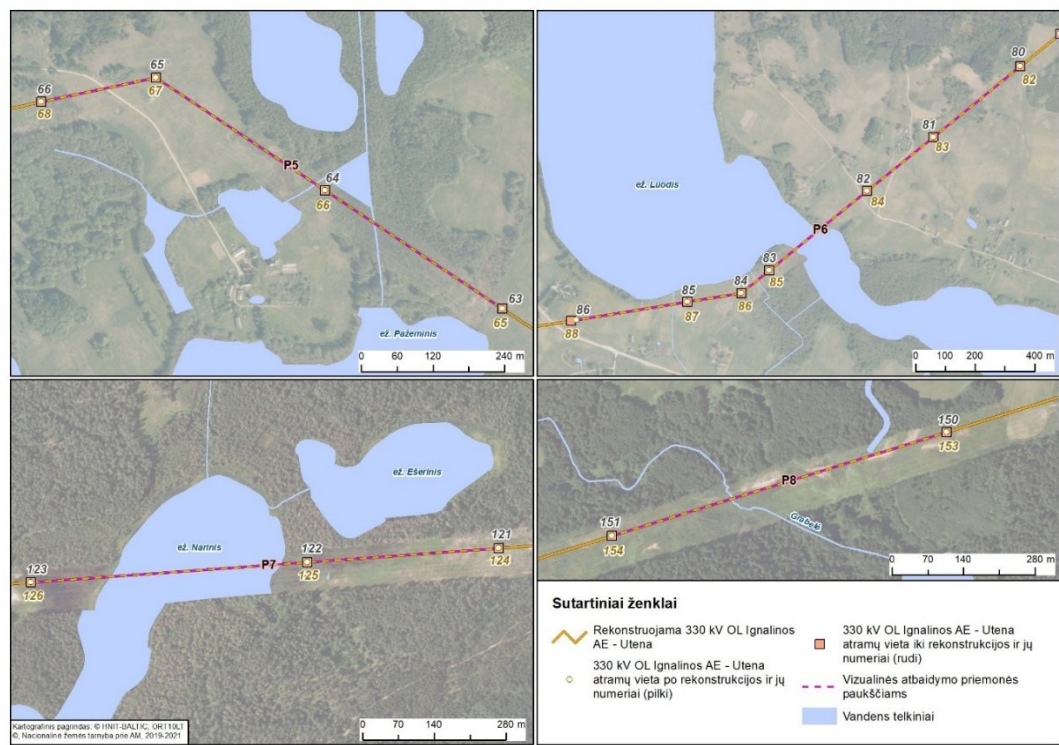 65
66
67
68
P5
64
66
63
65
ež. Pažeminis
0 60 120 240 m
80
82
81
83
82
84
ež. Luodis
P6
83
85
84
86
85
87
86
88
0 100 200 400 m
ež. Ešerinis
ež. Narinis
121
124
122
125
P7
123
126
Kartografinis pagrindas: © HNIT-BALTIC, ORT10LT
©, Nacionalinė žemės tarnyba prie AM, 2019-2021
0 70 140 280 m
150
153
P8
151
154
Grabelė
0 70 140 280 m
Sutartiniai ženklai
Rekonstruojama 330 kV OL Ignalinos
AE - Utena
330 kV OL Ignalinos AE - Utena
atramų vieta po rekonstrukcijos ir jų
numeriai (pilki)
330 kV OL Ignalinos AE - Utena
atramų vieta iki rekonstrukcijos ir jų
numeriai (rudi)
Vizualinės atbaidymo priemonės
paukščiams
Vandens telkiniai